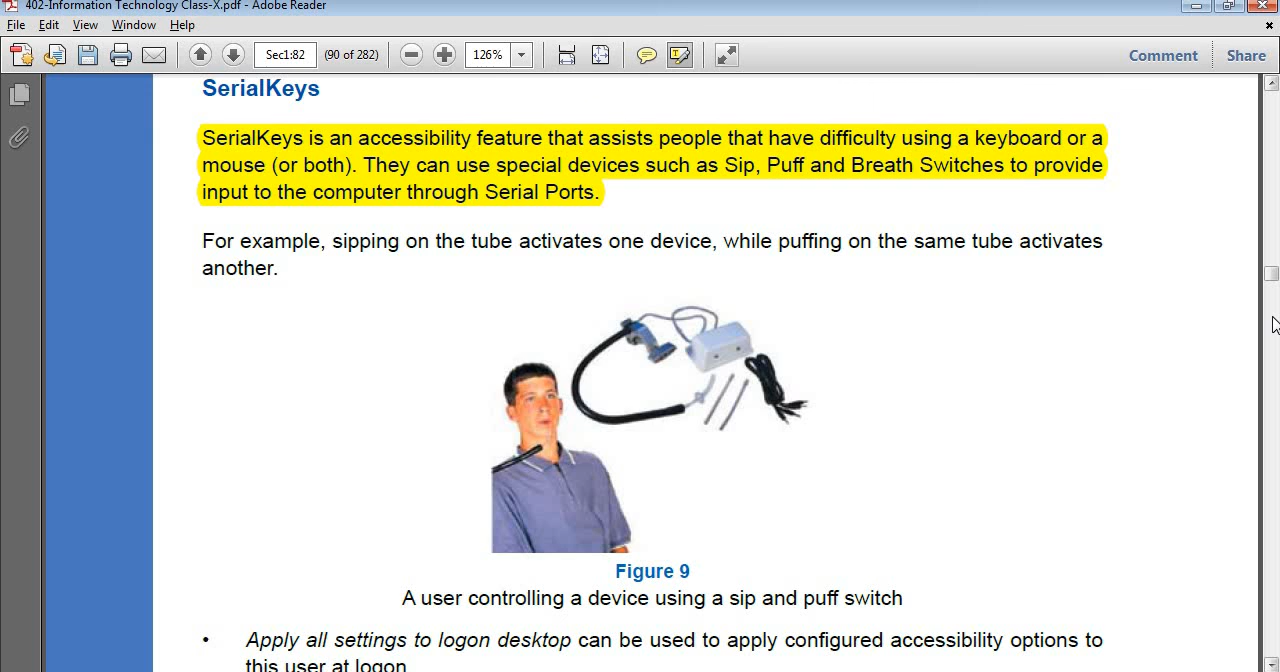 402-Information Technology Class-X.pdf - Adobe Reader
File Edit View Window Help
Sec1:82 (90 of 282) 126% Comment Share
SerialKeys
SerialKeys is an accessibility feature that assists people that have difficulty using a keyboard or a
mouse (or both). They can use special devices such as Sip, Puff and Breath Switches to provide
input to the computer through Serial Ports.
For example, sipping on the tube activates one device, while puffing on the same tube activates
another.
Figure 9
A user controlling a device using a sip and puff switch
• Apply all settings to logon desktop can be used to apply configured accessibility options to
this user at logon